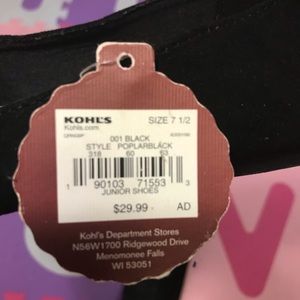 KOHL'S SIZE 7 1/2
Kohls.com
001 BLACK
STYLE POPLARBLACK
318 60 63
1 90103 71553 3
JUNIOR SHOES
$29.99 AD
Kohl's Department Stores
N56W1700 Ridgewood Drive
Menomonee Falls
WI 53051